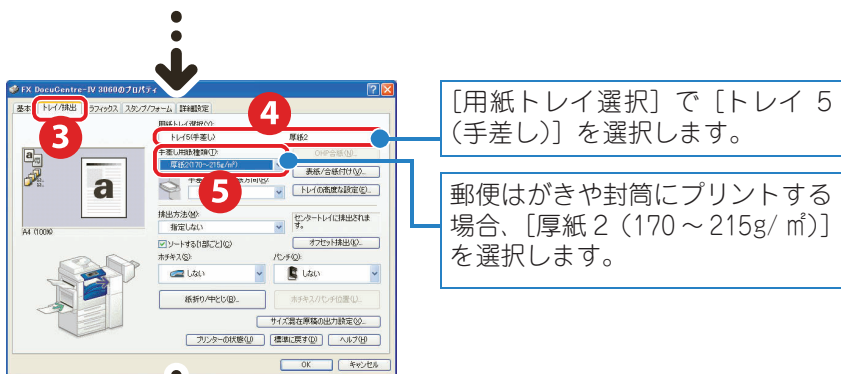 FX DocuCentre-IV 3060のプロパティ
基本 トレイ/排出 ラフィックス スタンプ/フォーム 詳細設定
3
4
用紙トレイ選択(Y):
トレイ5(手差し) 厚紙2
手差し用紙種類(T):
OHP合紙(N)...
厚紙2(170～215g/㎡)
表紙/合紙付け(V)...
5
トレイの高度な設定(E)...
a
a
A4 (100%)
排出方法(M):
指定しない
センタートレイに排出されます。
ソートする[1部ごと](C)
オフセット排出(L)...
ホチキス(S):
パンチ(O):
しない
しない
紙折り/中とじ(B)...
ホチキス/パンチ位置(L)...
サイズ混在原稿の出力設定(X)...
プリンターの状態(U) 標準に戻す(D) ヘルプ(H)
OK キャンセル
[用紙トレイ選択] で [トレイ 5
(手差し)] を選択します。
郵便はがきや封筒にプリントする
場合、[厚紙 2（170 ～ 215g/ ㎡)]
を選択します。